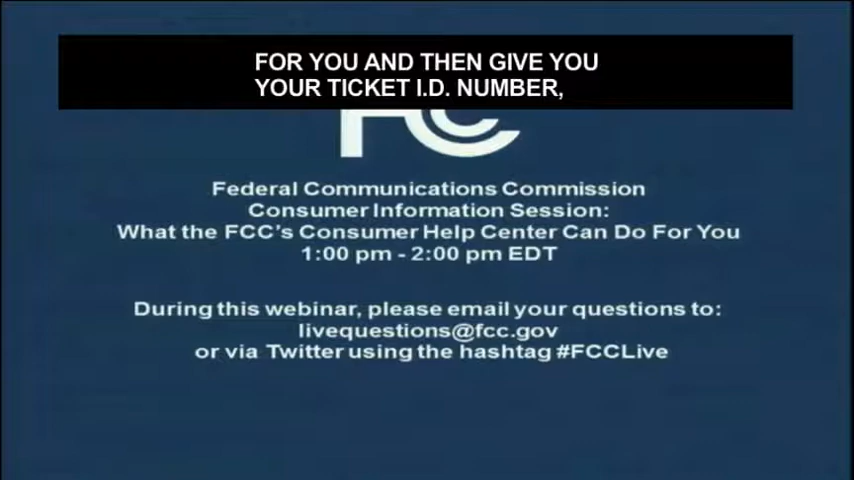 FOR YOU AND THEN GIVE YOU
YOUR TICKET I.D. NUMBER,
FCC
Federal Communications Commission
Consumer Information Session:
What the FCC's Consumer Help Center Can Do For You
1:00 pm - 2:00 pm EDT
During this webinar, please email your questions to:
livequestions@fcc.gov
or via Twitter using the hashtag #FCCLive